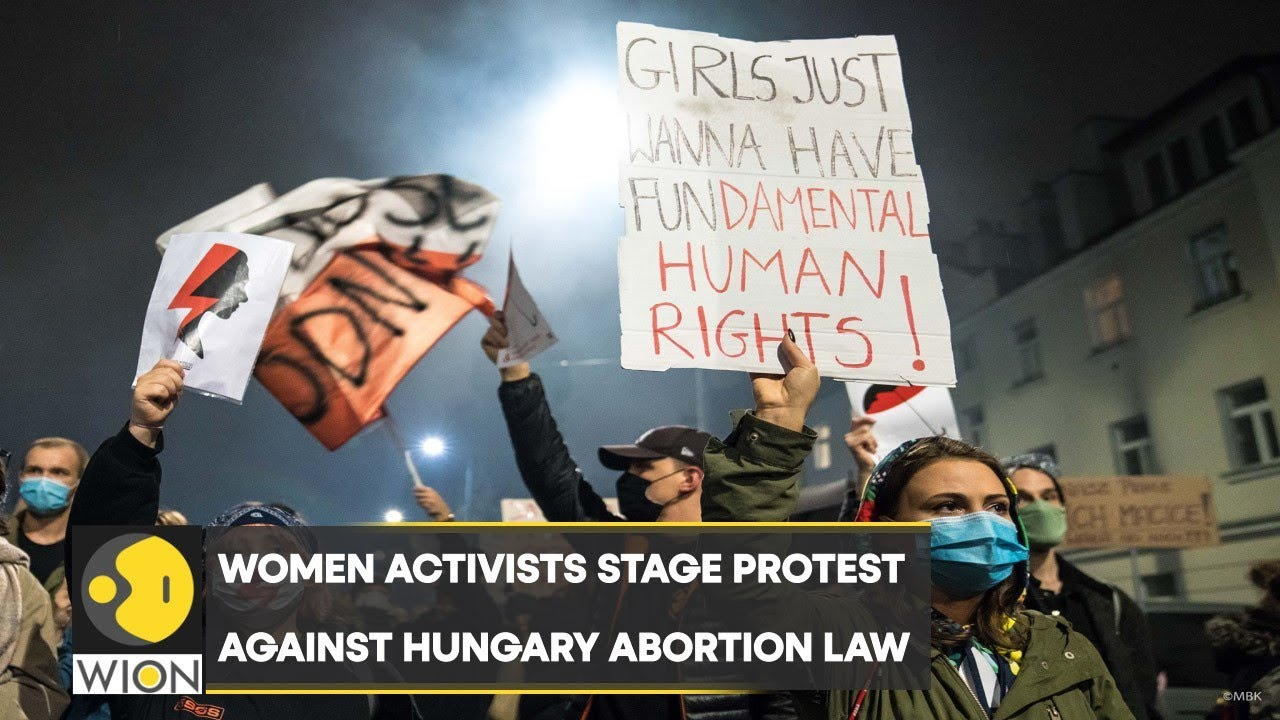 GIRLS JUST
WANNA HAVE
FUNDAMENTAL
HUMAN
RIGHTS!
WOMEN ACTIVISTS STAGE PROTEST
AGAINST HUNGARY ABORTION LAW
WION
©MBK